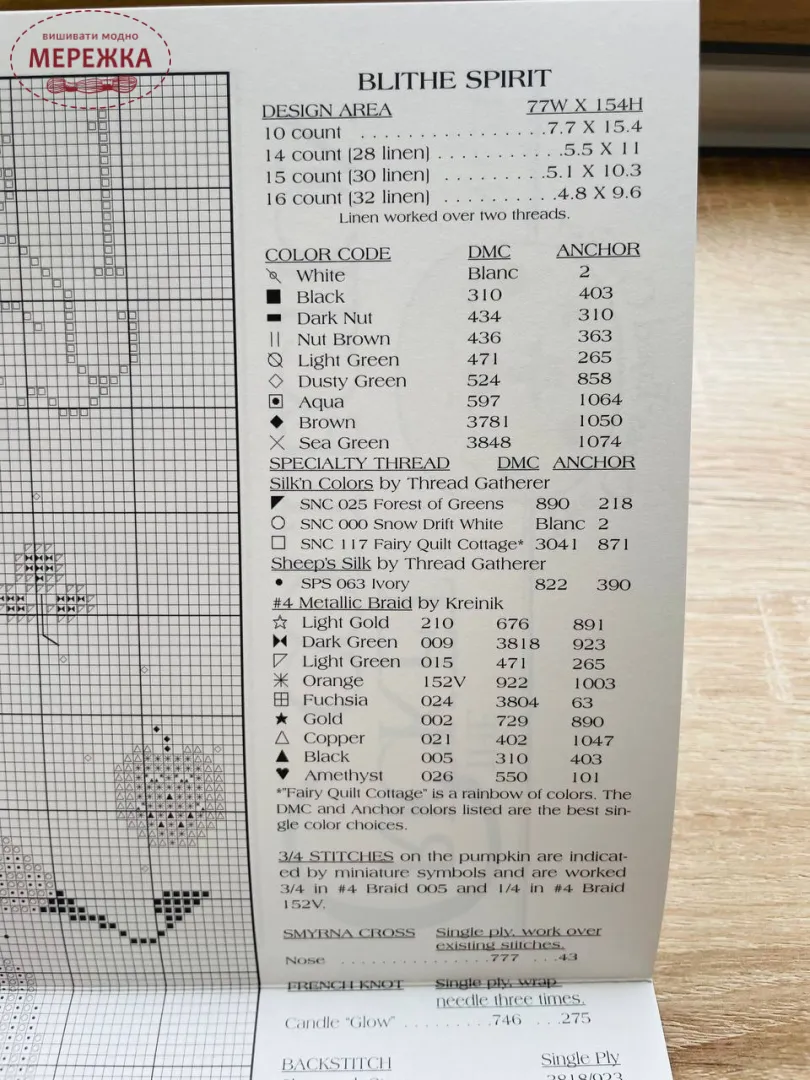 вишивати модно
МЕРЕЖКА
BLITHE SPIRIT
DESIGN AREA 77W X 154H
10 count . . . . . . . . . . . . . . . .7.7 X 15.4
14 count (28 linen) . . . . . . . . . . .5.5 X 11
15 count (30 linen) . . . . . . . . .5.1 X 10.3
16 count (32 linen) . . . . . . . . . .4.8 X 9.6
Linen worked over two threads.
COLOR CODE DMC ANCHOR
White Blanc 2
Black 310 403
Dark Nut 434 310
Nut Brown 436 363
Light Green 471 265
Dusty Green 524 858
Aqua 597 1064
Brown 3781 1050
Sea Green 3848 1074
SPECIALTY THREAD DMC ANCHOR
Silk'n Colors by Thread Gatherer
SNC 025 Forest of Greens 890 218
SNC 000 Snow Drift White Blanc 2
SNC 117 Fairy Quilt Cottage* 3041 871
Sheep's Silk by Thread Gatherer
SPS 063 Ivory 822 390
#4 Metallic Braid by Kreinik
Light Gold 210 676 891
Dark Green 009 3818 923
Light Green 015 471 265
Orange 152V 922 1003
Fuchsia 024 3804 63
Gold 002 729 890
Copper 021 402 1047
Black 005 310 403
Amethyst 026 550 101
*"Fairy Quilt Cottage" is a rainbow of colors. The
DMC and Anchor colors listed are the best sin-
gle color choices.
3/4 STITCHES on the pumpkin are indicat-
ed by miniature symbols and are worked
3/4 in #4 Braid 005 and 1/4 in #4 Braid
152V.
SMYRNA CROSS Single ply, work over
existing stitches.
Nose . . . . . . . . . . . . . . .777 . . .43
FRENCH KNOT Single ply, wrap
needle three times.
Candle "Glow" . . . . . . . . .746 . . .275
BACKSTITCH Single Ply
3818/923